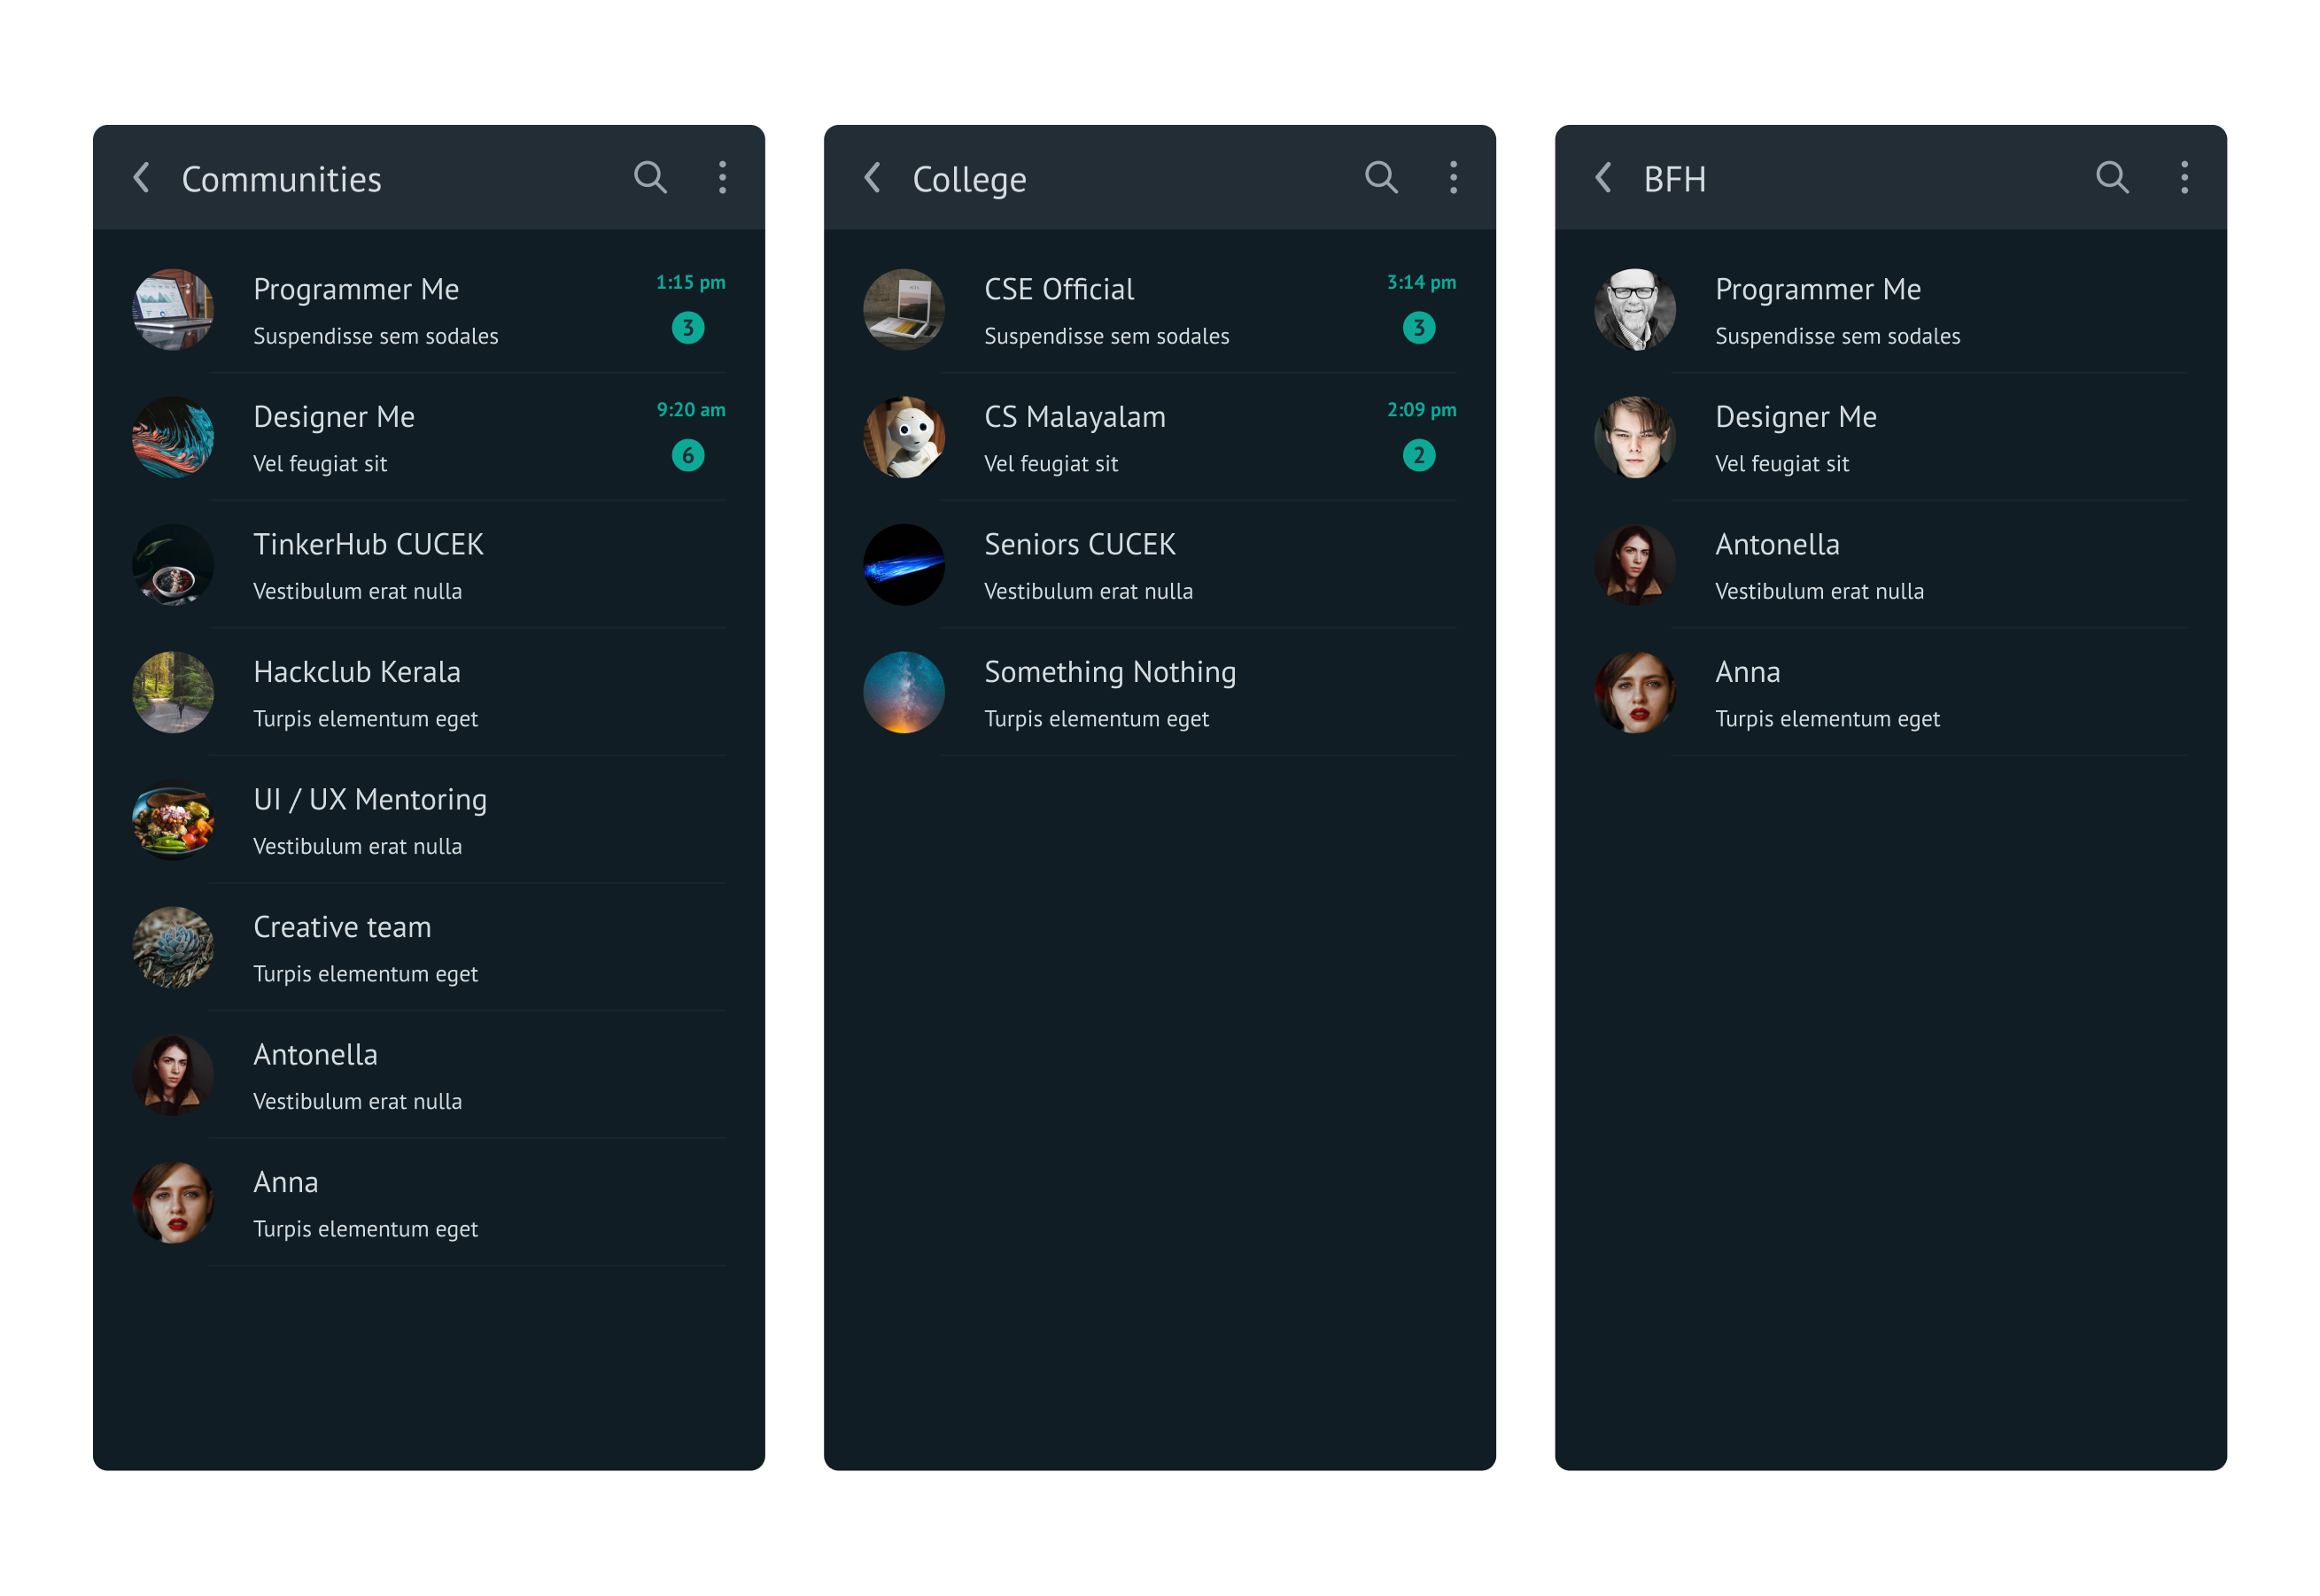 Communities
Programmer Me
1:15 pm
Suspendisse sem sodales
3
Designer Me
9:20 am
Vel feugiat sit
6
TinkerHub CUCEK
Vestibulum erat nulla
Hackclub Kerala
Turpis elementum eget
UI / UX Mentoring
Vestibulum erat nulla
Creative team
Turpis elementum eget
Antonella
Vestibulum erat nulla
Anna
Turpis elementum eget
College
CSE Official
3:14 pm
Suspendisse sem sodales
3
CS Malayalam
2:09 pm
Vel feugiat sit
2
Seniors CUCEK
Vestibulum erat nulla
Something Nothing
Turpis elementum eget
BFH
Programmer Me
Suspendisse sem sodales
Designer Me
Vel feugiat sit
Antonella
Vestibulum erat nulla
Anna
Turpis elementum eget